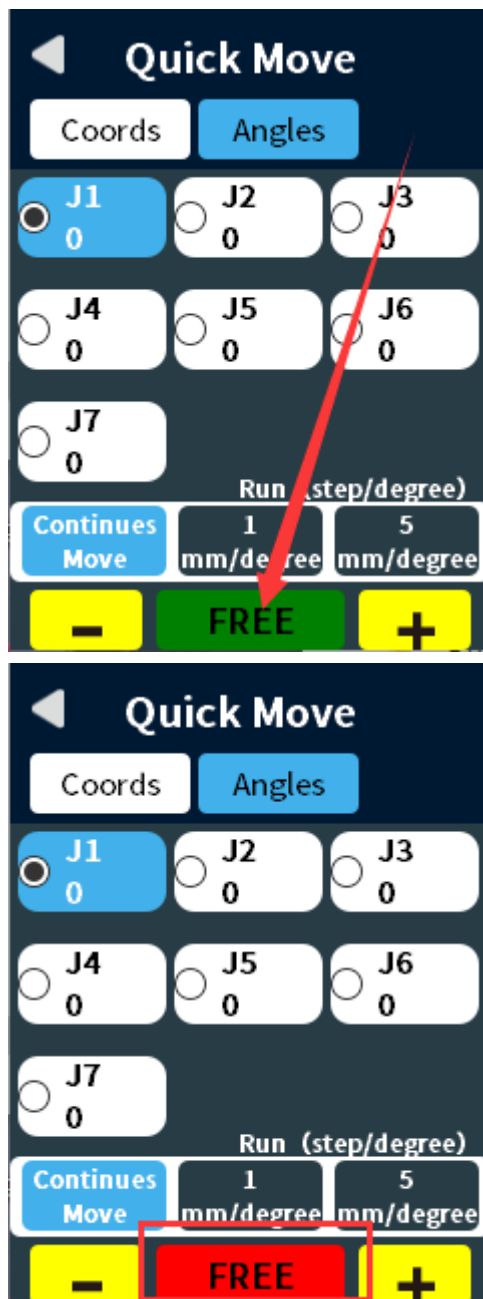 Quick Move
Coords Angles
J1 J2 J3
0 0 0
J4 J5 J6
0 0 0
J7
0
Run (step/degree)
Continues 1 5
Move mm/degree mm/degree
- FREE +
Quick Move
Coords Angles
J1 J2 J3
0 0 0
J4 J5 J6
0 0 0
J7
0
Run (step/degree)
Continues 1 5
Move mm/degree mm/degree
- FREE +